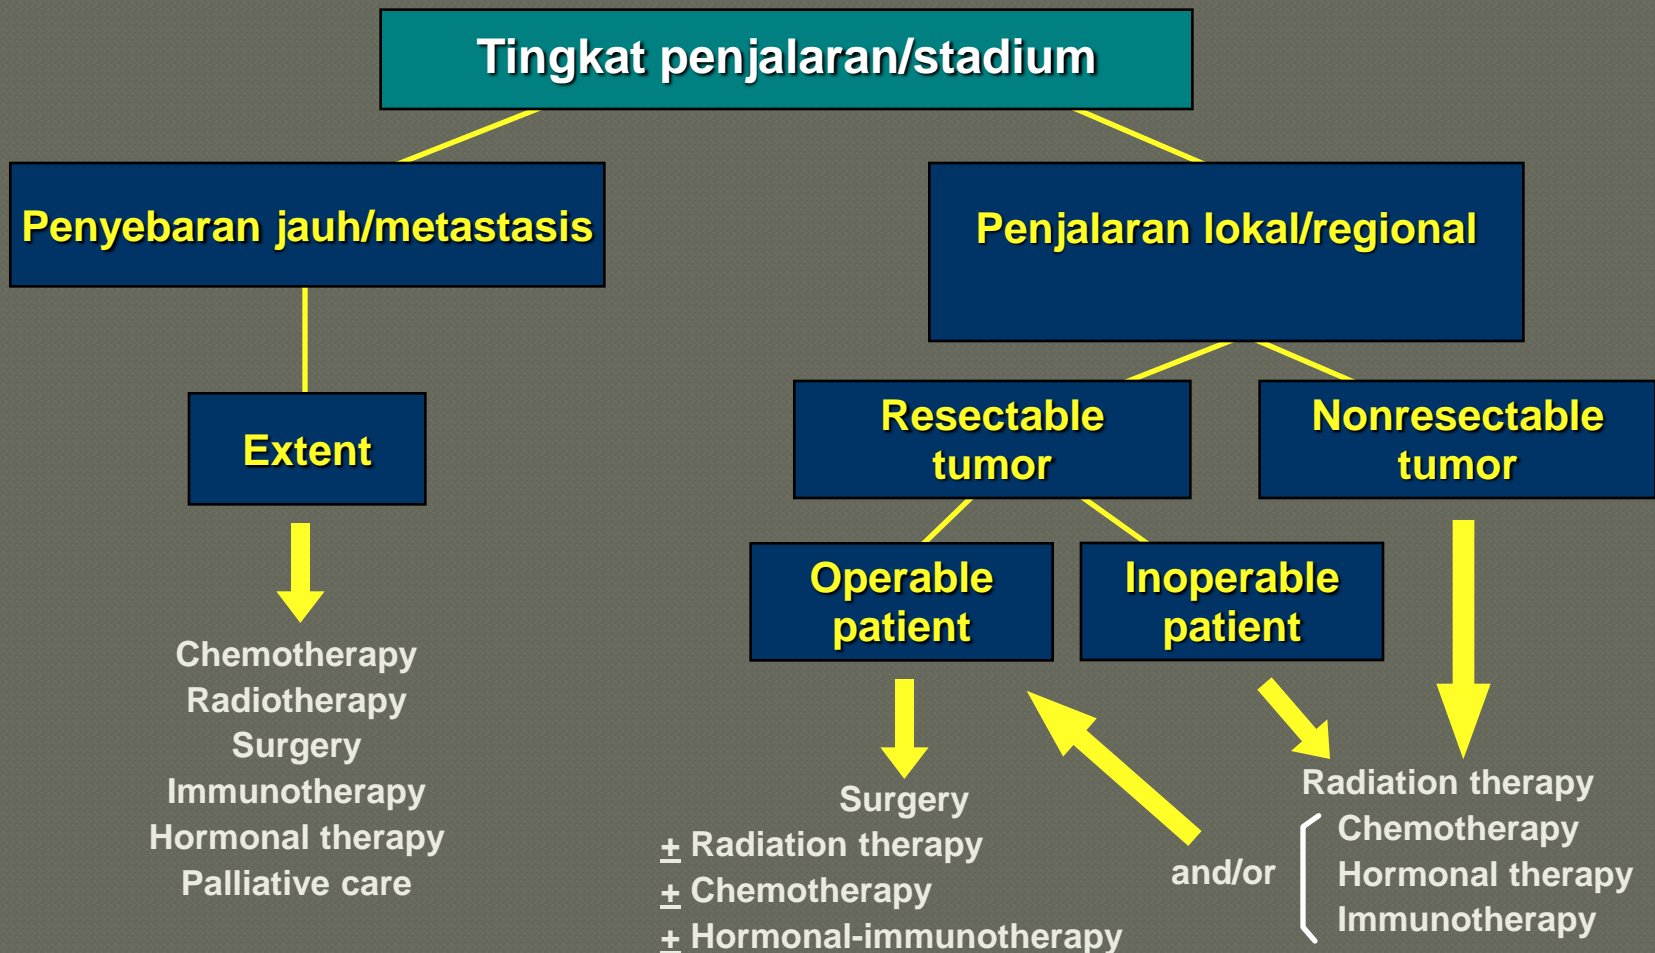 Tingkat penjalaran/stadium
Penyebaran jauh/metastasis
Penjalaran lokal/regional
Extent
Resectable
tumor
Nonresectable
tumor
Operable
patient
Inoperable
patient
Chemotherapy
Radiotherapy
Surgery
Immunotherapy
Hormonal therapy
Palliative care
Surgery
± Radiation therapy
± Chemotherapy
± Hormonal-immunotherapy
Radiation therapy
and/or
Chemotherapy
Hormonal therapy
Immunotherapy